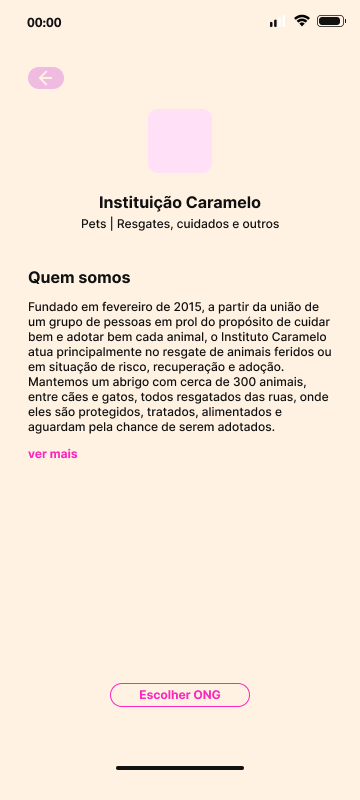 00:00
Instituição Caramelo
Pets | Resgates, cuidados e outros
Quem somos
Fundado em fevereiro de 2015, a partir da união de
um grupo de pessoas em prol do propósito de cuidar
bem e adotar bem cada animal, o Instituto Caramelo
atua principalmente no resgate de animais feridos ou
em situação de risco, recuperação e adoção.
Mantemos um abrigo com cerca de 300 animais,
entre cães e gatos, todos resgatados das ruas, onde
eles são protegidos, tratados, alimentados e
aguardam pela chance de serem adotados.
ver mais
Escolher ONG